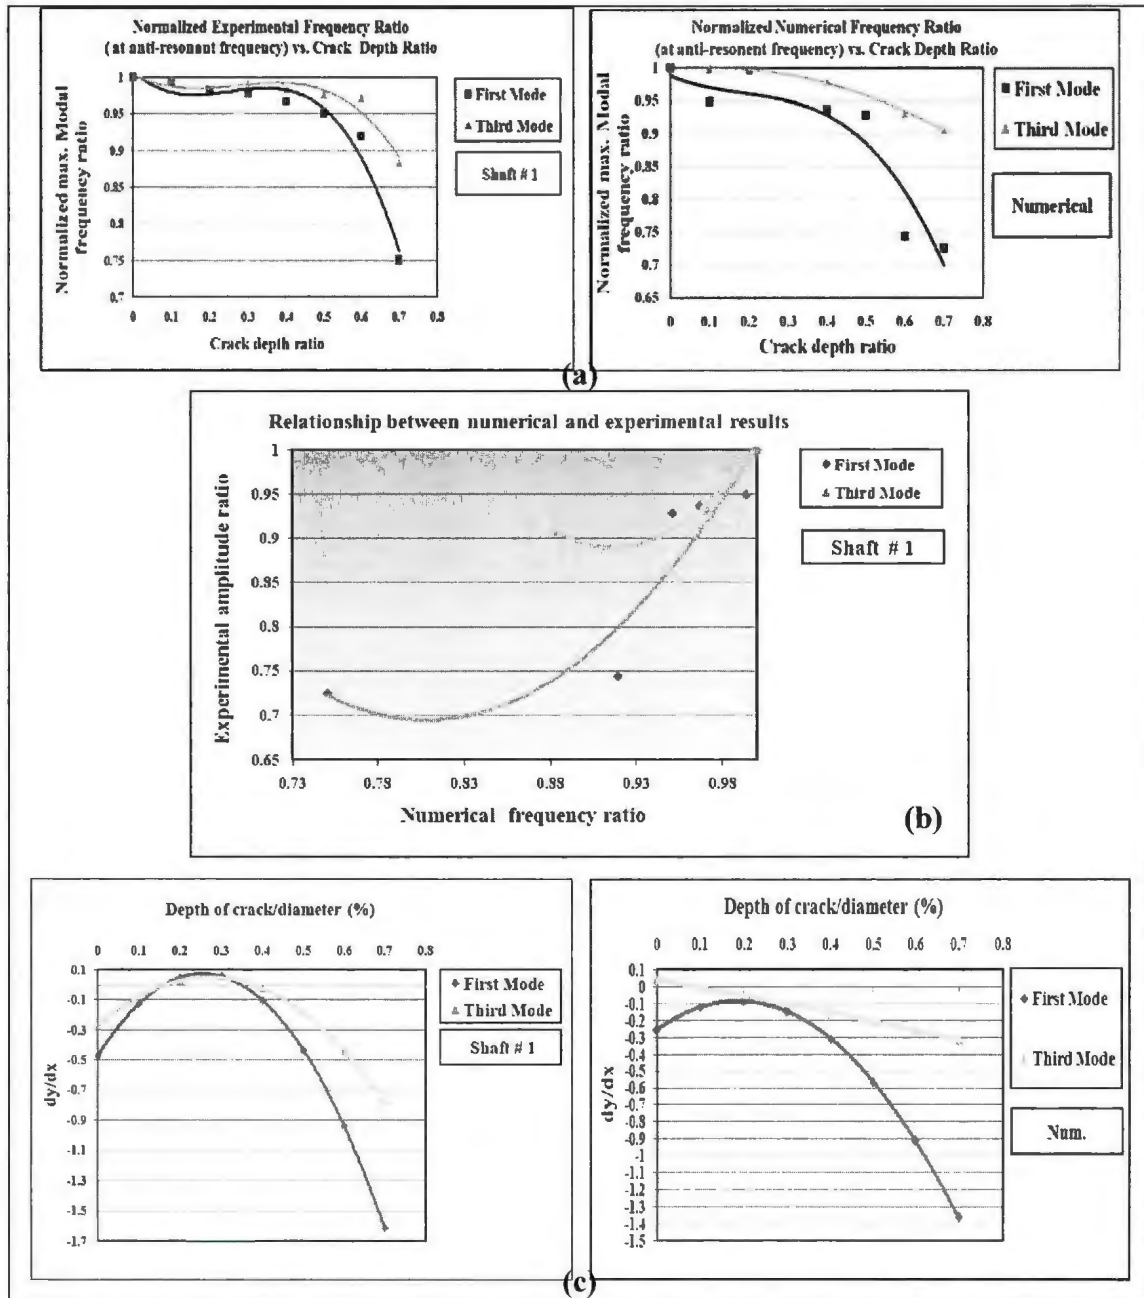 Normalized Experimental Frequency Ratio
( at anti-resonant frequency) vs. Crack Depth Ratio
Normalized max. Modal
frequency ratio
1
0.95
0.9
0.85
0.8
0.75
0.7
0 0.1 0.2 0.3 0.4 0.5 0.6 0.7 0.8
Crack depth ratio
First Mode
Third Mode
Shaft # 1
Normalized Numerical Frequency Ratio
(at anti-resonent frequency) vs. Crack Depth Ratio
Normalized max. Modal
frequency ratio
1
0.95
0.9
0.85
0.8
0.75
0.7
0.65
0 0.1 0.2 0.3 0.4 0.5 0.6 0.7 0.8
Crack depth ratio
First Mode
Third Mode
Numerical
(a)
Relationship between numerical and experimental results
Experimental amplitude ratio
1
0.95
0.9
0.85
0.8
0.75
0.7
0.65
0.73 0.78 0.83 0.88 0.93 0.98
Numerical frequency ratio
First Mode
Third Mode
Shaft # 1
(b)
Depth of crack/diameter (%)
0 0.1 0.2 0.3 0.4 0.5 0.6 0.7 0.8
dy/dx
0.1
-0.1
-0.3
-0.5
-0.7
-0.9
-1.1
-1.3
-1.5
-1.7
First Mode
Third Mode
Shaft # 1
Depth of crack/diameter (%)
0 0.1 0.2 0.3 0.4 0.5 0.6 0.7 0.8
dy/dx
0.1
0
-0.1
-0.2
-0.3
-0.4
-0.5
-0.6
-0.7
-0.8
-0.9
-1
-1.1
-1.2
-1.3
-1.4
-1.5
First Mode
Third Mode
Num.
(c)